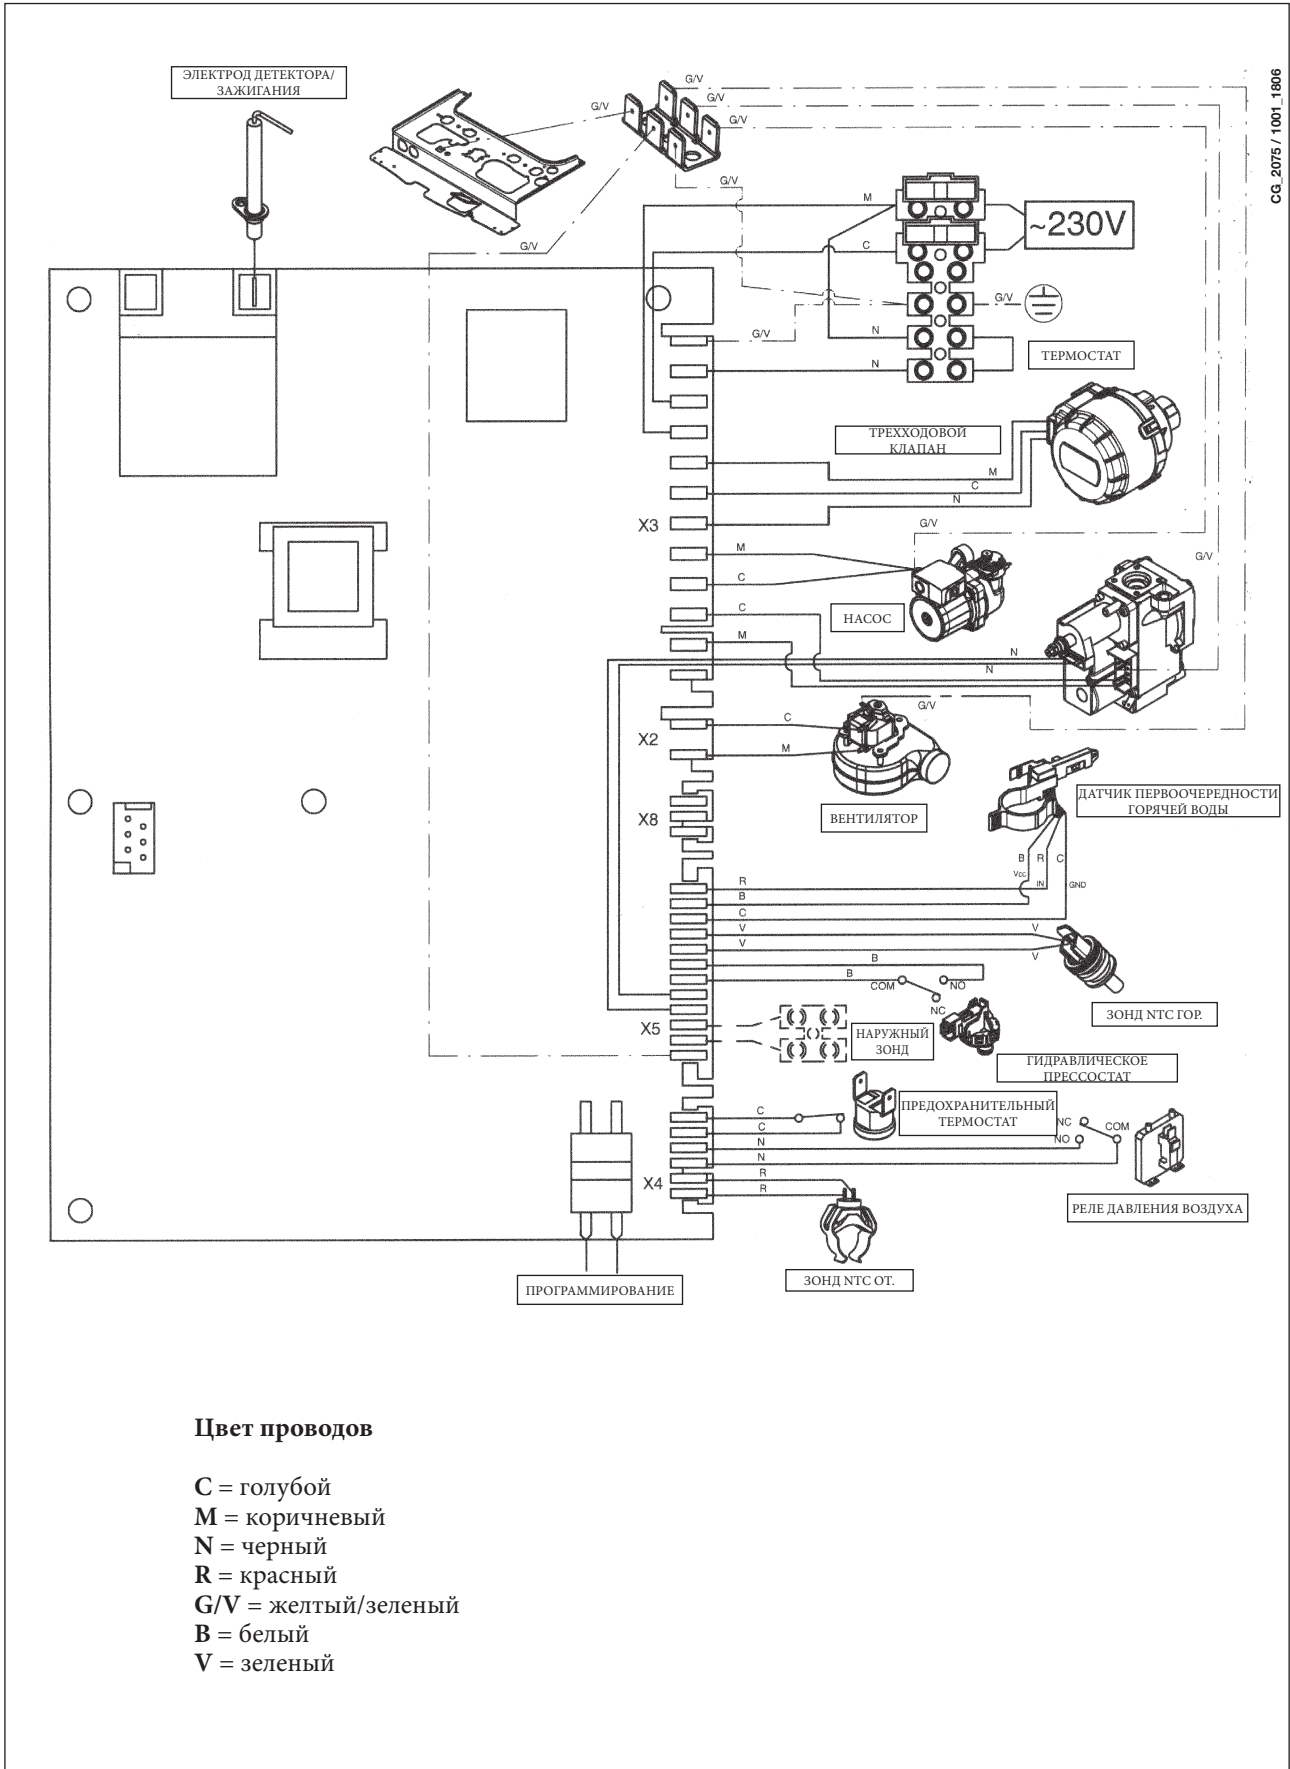 ЭЛЕКТРОД ДЕТЕКТОРА/
ЗАЖИГАНИЯ
G/V
G/V
G/V
G/V
G/V
G/V
CG_2075 / 1001_1806
M
C
~230V
G/V
G/V
N
N
ТЕРМОСТАТ
ТРЕХХОДОВОЙ
КЛАПАН
M
C
N
X3
G/V
G/V
M
C
C
M
НАСОС
N
N
G/V
X2
C
M
ВЕНТИЛЯТОР
ДАТЧИК ПЕРВООЧЕРЕДНОСТИ
ГОРЯЧЕЙ ВОДЫ
X8
B
R
C
Vcc
IN
GND
R
B
C
V
V
V
V
B
B
COM
NO
NC
ЗОНД NTC ГОР.
X5
НАРУЖНЫЙ
ЗОНД
ГИДРАВЛИЧЕСКОЕ
ПРЕССОСТАТ
ПРЕДОХРАНИТЕЛЬНЫЙ
ТЕРМОСТАТ
C
C
N
N
R
R
NC
NO
COM
X4
РЕЛЕ ДАВЛЕНИЯ ВОЗДУХА
ЗОНД NTC ОТ.
ПРОГРАММИРОВАНИЕ
Цвет проводов
C = голубой
M = коричневый
N = черный
R = красный
G/V = желтый/зеленый
B = белый
V = зеленый